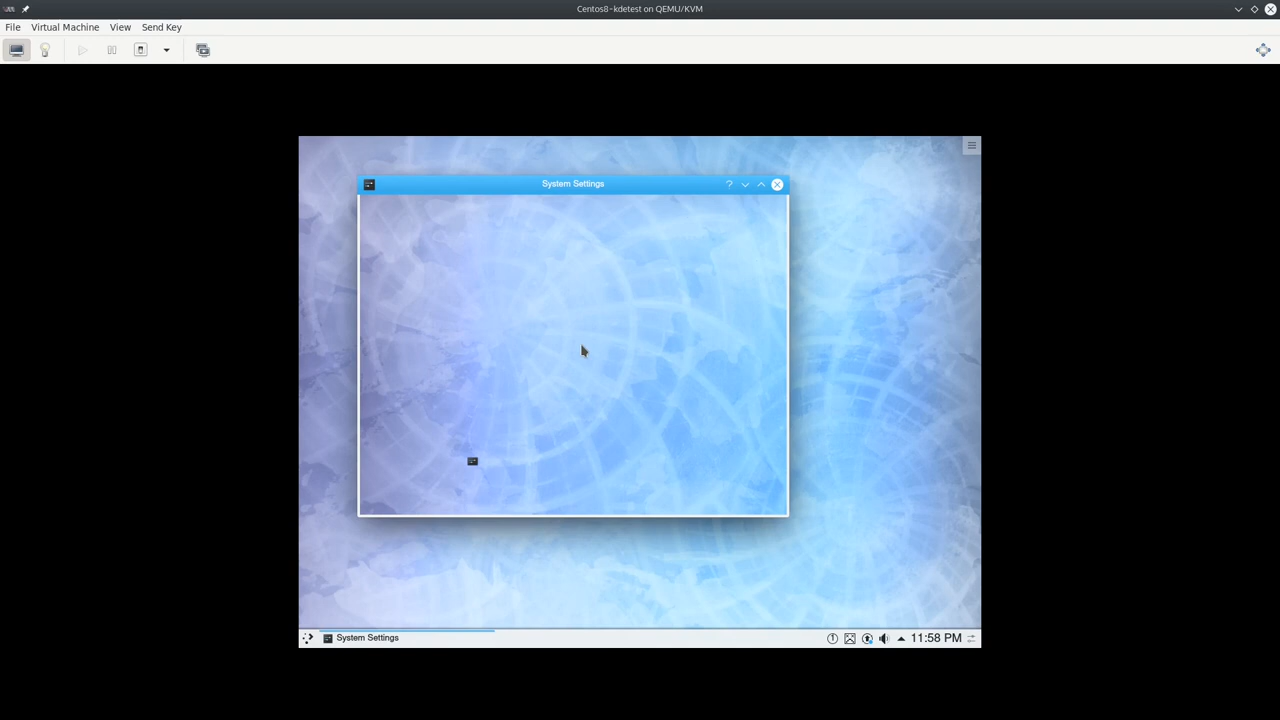 Centos8-kdetest on QEMU/KVM
File Virtual Machine View Send Key
System Settings
System Settings
11:58 PM